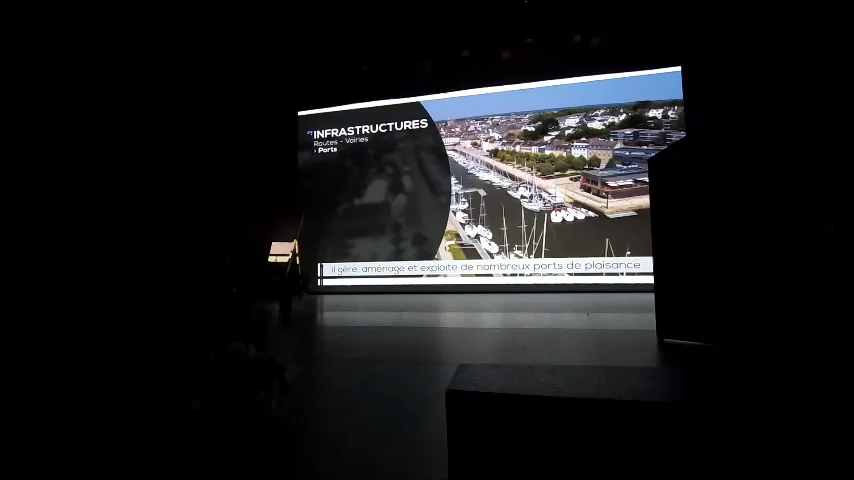 INFRASTRUCTURES
Routes - Voiries
› Ports
il gère, aménage et exploite de nombreux ports de plaisance